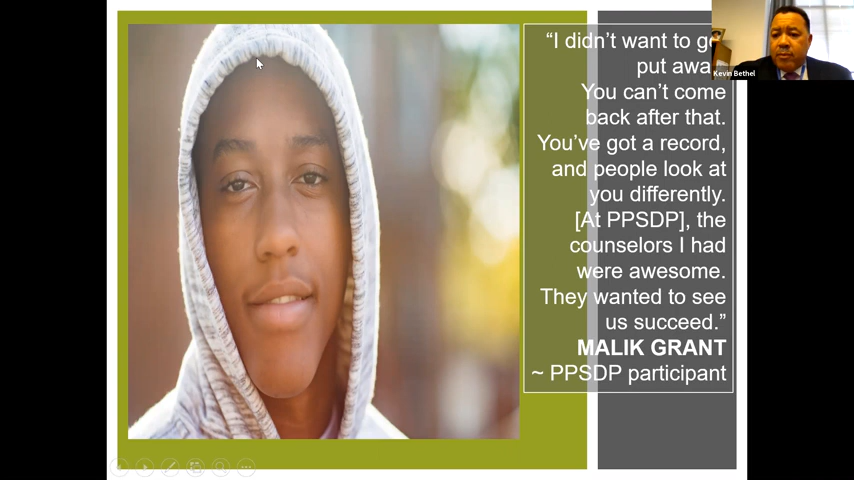 “I didn’t want to
put
You can’t come
back after that.
You’ve got a record,
and people look at
you differently.
[At PPSDP], the
counselors I had
were awesome.
They wanted to see
us succeed.”
MALIK GRANT
~ PPSDP participant
Kevin Bethel